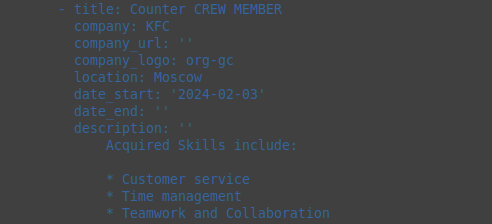 - title: Counter CREW MEMBER
company: KFC
company_url: ''
company_logo: org-gc
location: Moscow
date_start: '2024-02-03'
date_end: ''
description: ''
Acquired Skills include:
* Customer service
* Time management
* Teamwork and Collaboration